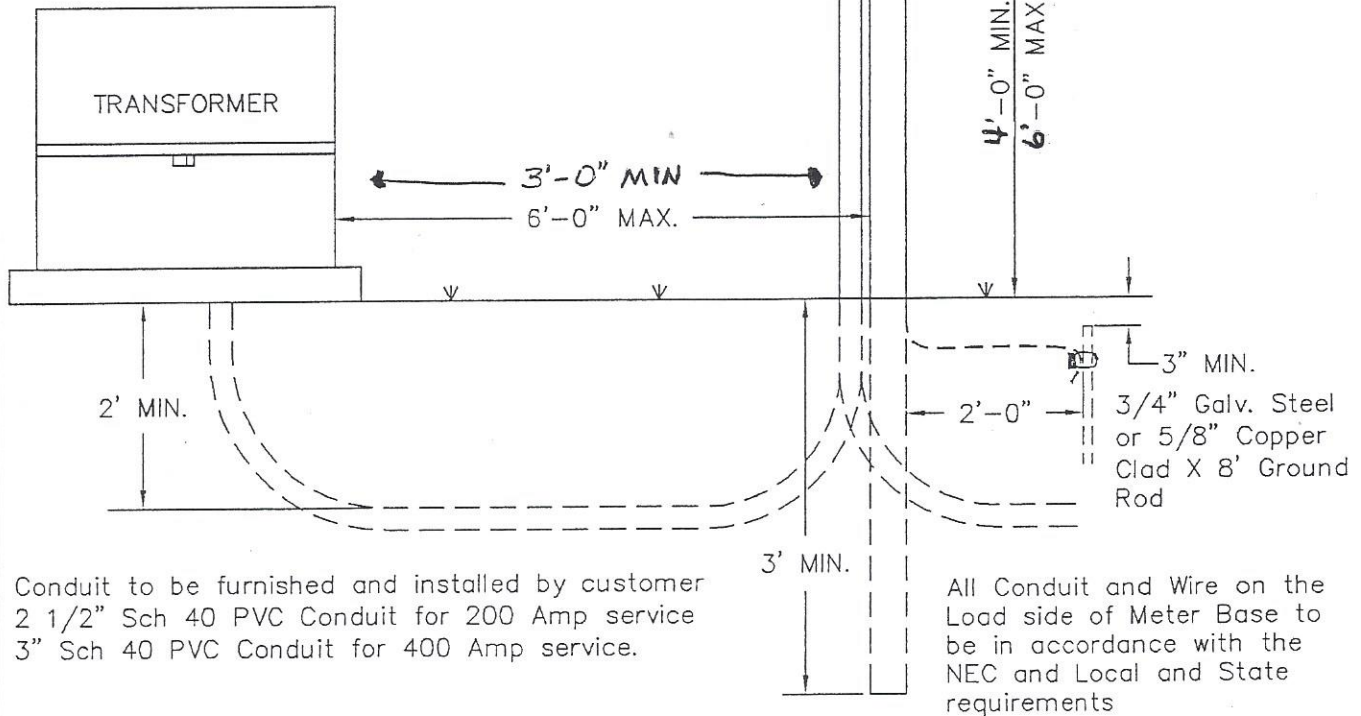 4'-0" MIN.
6'-0" MAX
TRANSFORMER
3'-0" MIN
6'-0" MAX.
2' MIN.
2'-0"
3" MIN.
3/4" Galv. Steel
or 5/8" Copper
Clad X 8' Ground
Rod
3' MIN.
Conduit to be furnished and installed by customer
2 1/2" Sch 40 PVC Conduit for 200 Amp service
3" Sch 40 PVC Conduit for 400 Amp service.
All Conduit and Wire on the
Load side of Meter Base to
be in accordance with the
NEC and Local and State
requirements